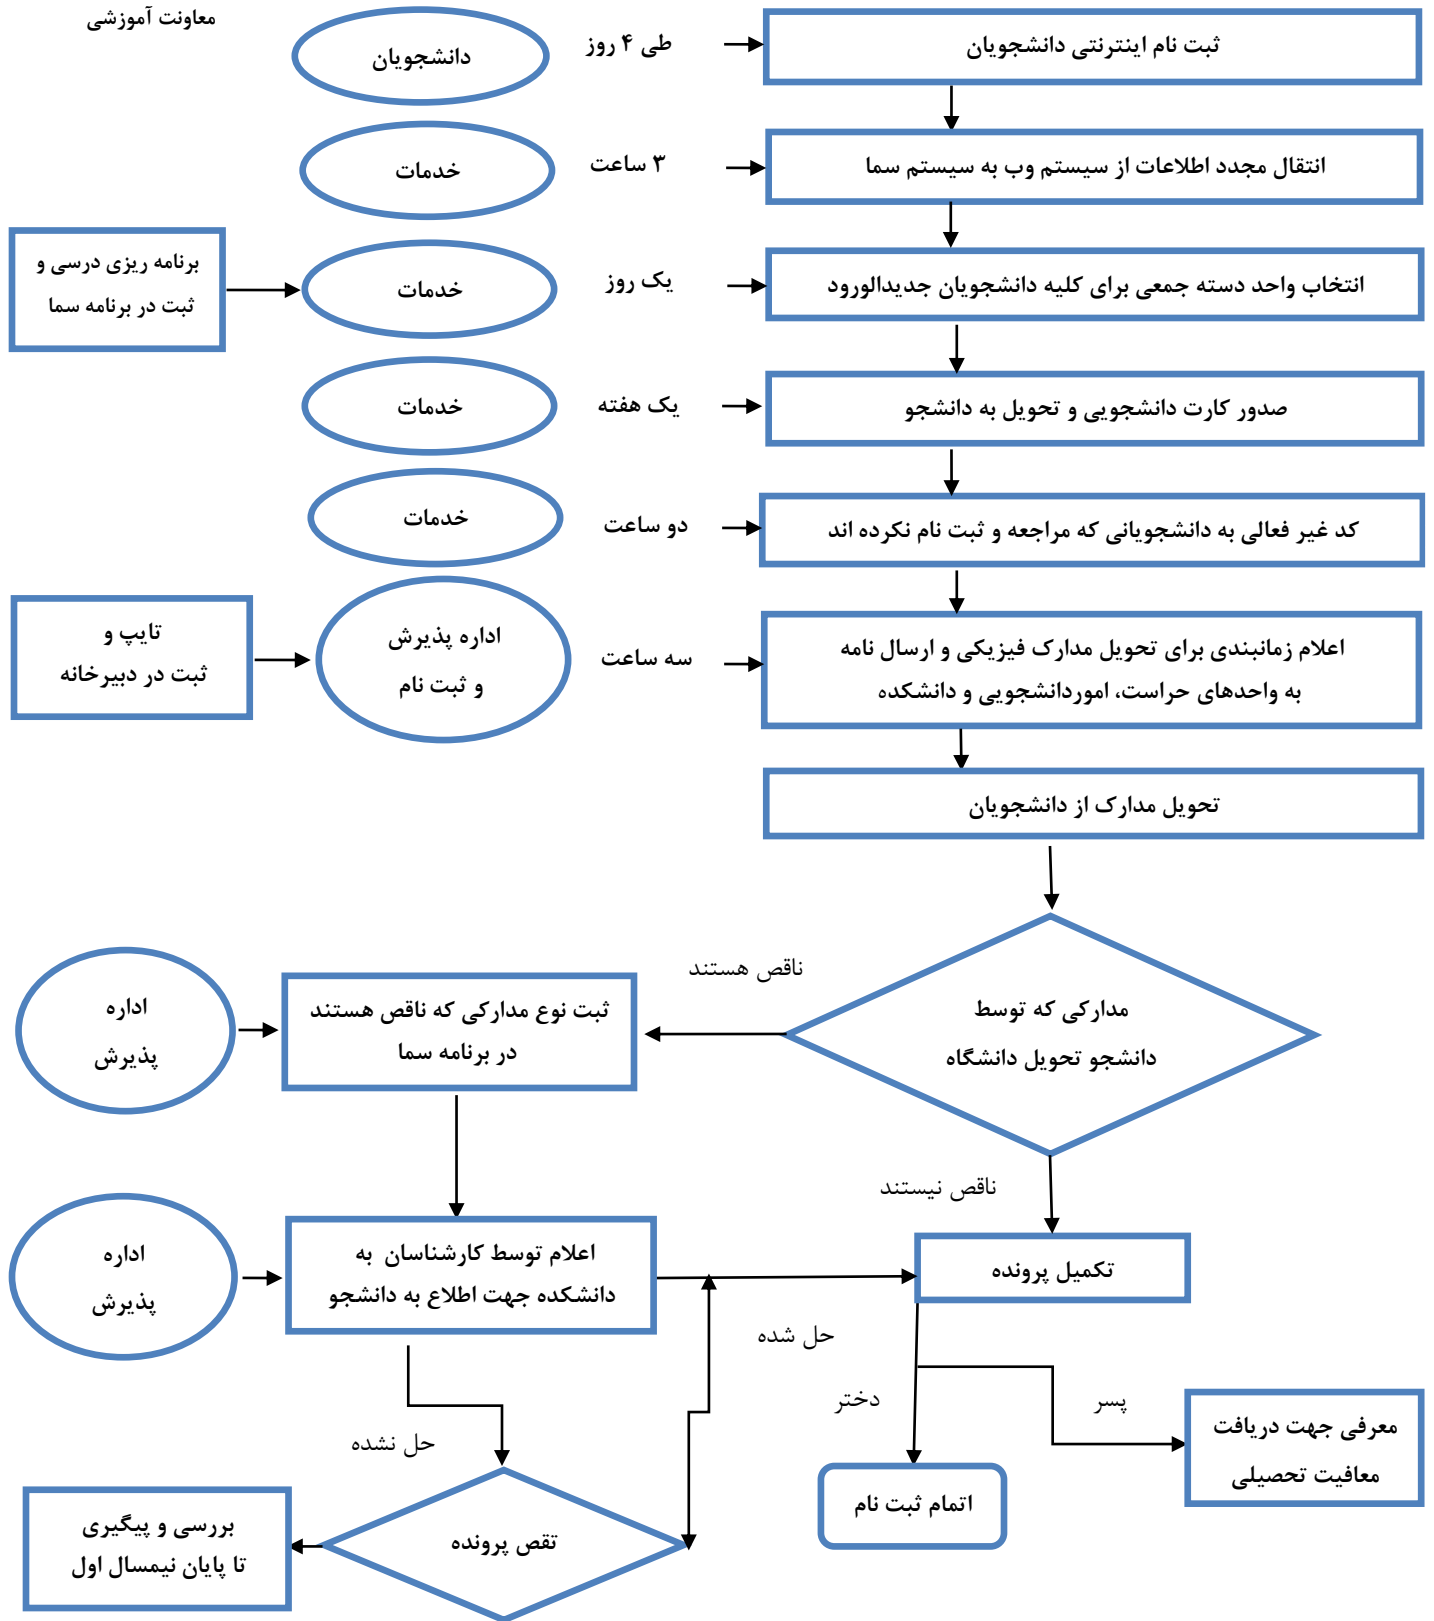 معاونت آموزشی
ثبت نام اینترنتی دانشجویان
طی ۴ روز
دانشجویان
انتقال مجدد اطلاعات از سیستم وب به سیستم سما
۳ ساعت
خدمات
انتخاب واحد دسته جمعی برای کلیه دانشجویان جدیدالورود
یک روز
خدمات
برنامه ریزی درسی و
ثبت در برنامه سما
صدور کارت دانشجویی و تحویل به دانشجو
یک هفته
خدمات
کد غیر فعالی به دانشجویانی که مراجعه و ثبت نام نکرده اند
دو ساعت
خدمات
اعلام زمانبندی برای تحویل مدارک فیزیکی و ارسال نامه
به واحدهای حراست، اموردانشجویی و دانشکده
سه ساعت
اداره پذیرش
و ثبت نام
تایپ و
ثبت در دبیرخانه
تحویل مدارک از دانشجویان
مدارکی که توسط
دانشجو تحویل دانشگاه
ناقص هستند
ثبت نوع مدارکی که ناقص هستند
در برنامه سما
اداره
پذیرش
ناقص نیستند
تکمیل پرونده
اعلام توسط کارشناسان به
دانشکده جهت اطلاع به دانشجو
اداره
پذیرش
حل شده
دختر
پسر
معرفی جهت دریافت
معافیت تحصیلی
اتمام ثبت نام
حل نشده
تقص پرونده
بررسی و پیگیری
تا پایان نیمسال اول